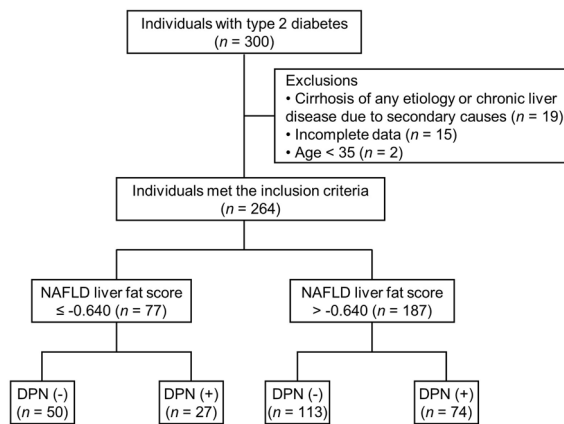 Individuals with type 2 diabetes
(n = 300)
Exclusions
• Cirrhosis of any etiology or chronic liver
disease due to secondary causes (n = 19)
• Incomplete data (n = 15)
• Age < 35 (n = 2)
Individuals met the inclusion criteria
(n = 264)
NAFLD liver fat score
≤ -0.640 (n = 77)
NAFLD liver fat score
> -0.640 (n = 187)
DPN (-)
(n = 50)
DPN (+)
(n = 27)
DPN (-)
(n = 113)
DPN (+)
(n = 74)